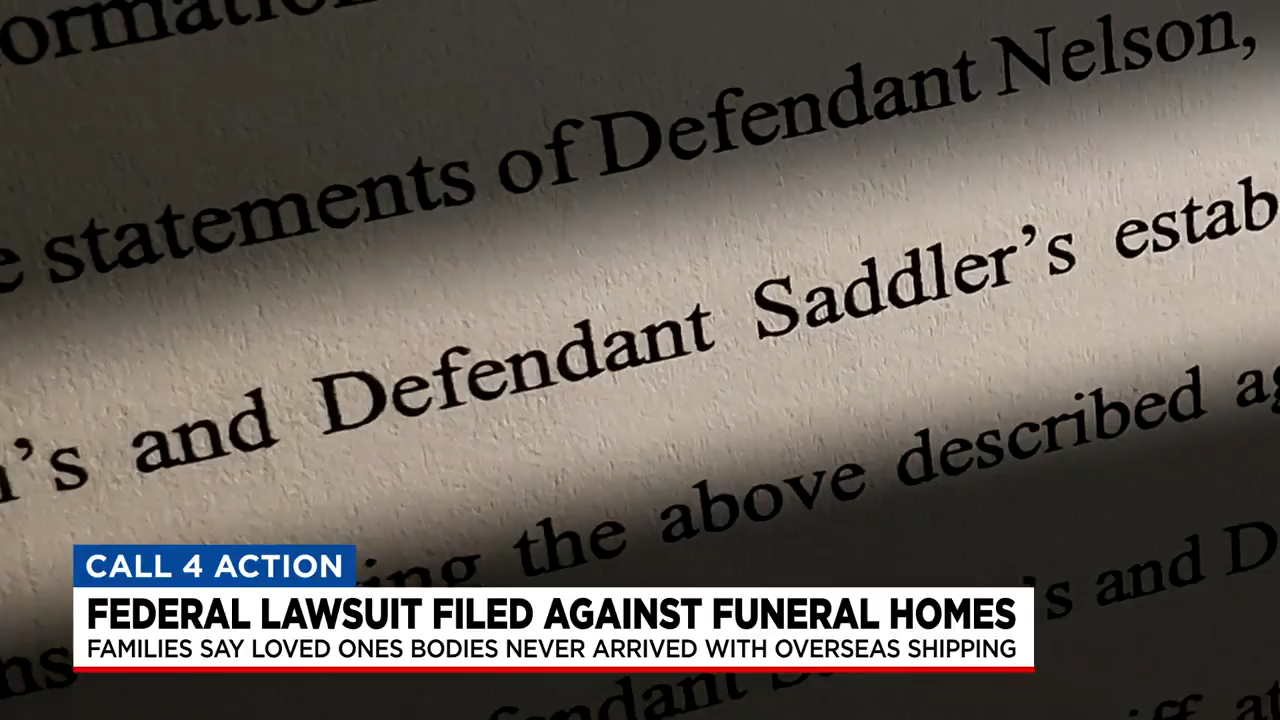 e statements of Defendant Nelson,
's and Defendant Saddler's estab
the above described
's and D
CALL 4 ACTION
FEDERAL LAWSUIT FILED AGAINST FUNERAL HOMES
FAMILIES SAY LOVED ONES BODIES NEVER ARRIVED WITH OVERSEAS SHIPPING